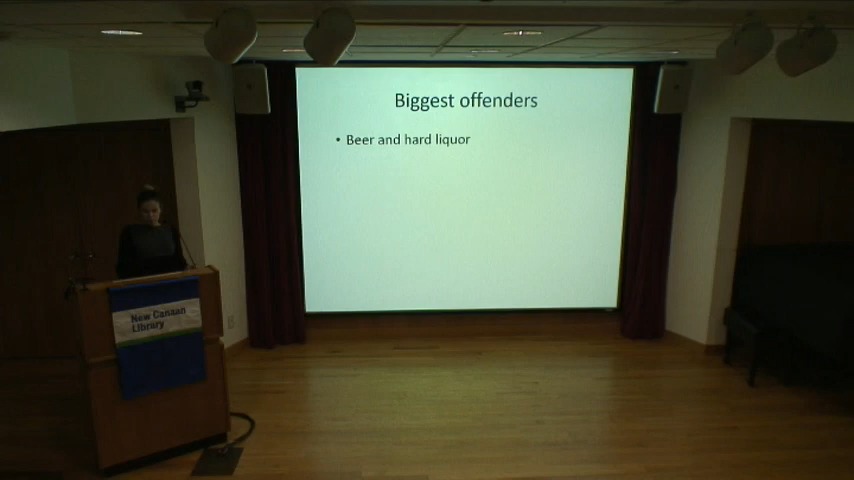 Biggest offenders
• Beer and hard liquor
New Canaan
Library